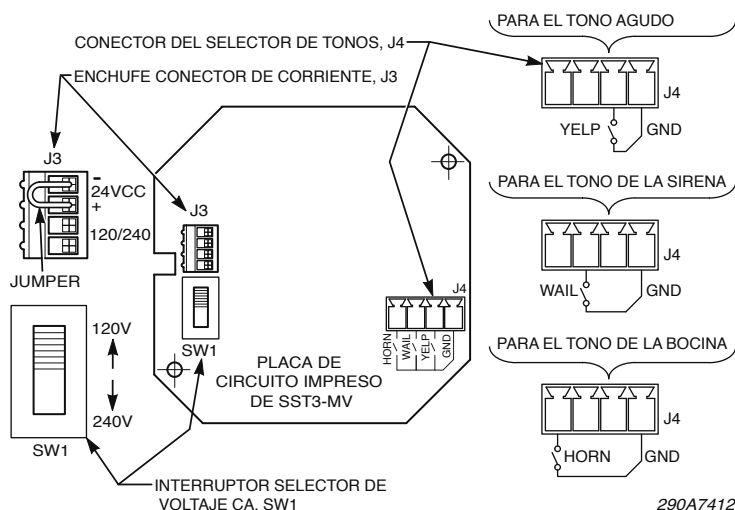 CONECTOR DEL SELECTOR DE TONOS, J4
ENCHUFE CONECTOR DE CORRIENTE, J3
J3
-
24VCC
+
120/240
JUMPER
120V
240V
SW1
J3
SW1
J4
HORN
WAIL
YELP
GND
PLACA DE
CIRCUITO IMPRESO
DE SST3-MV
INTERRUPTOR SELECTOR DE
VOLTAJE CA, SW1
PARA EL TONO AGUDO
J4
YELP
GND
PARA EL TONO DE LA SIRENA
J4
WAIL
GND
PARA EL TONO DE LA BOCINA
J4
HORN
GND
290A7412